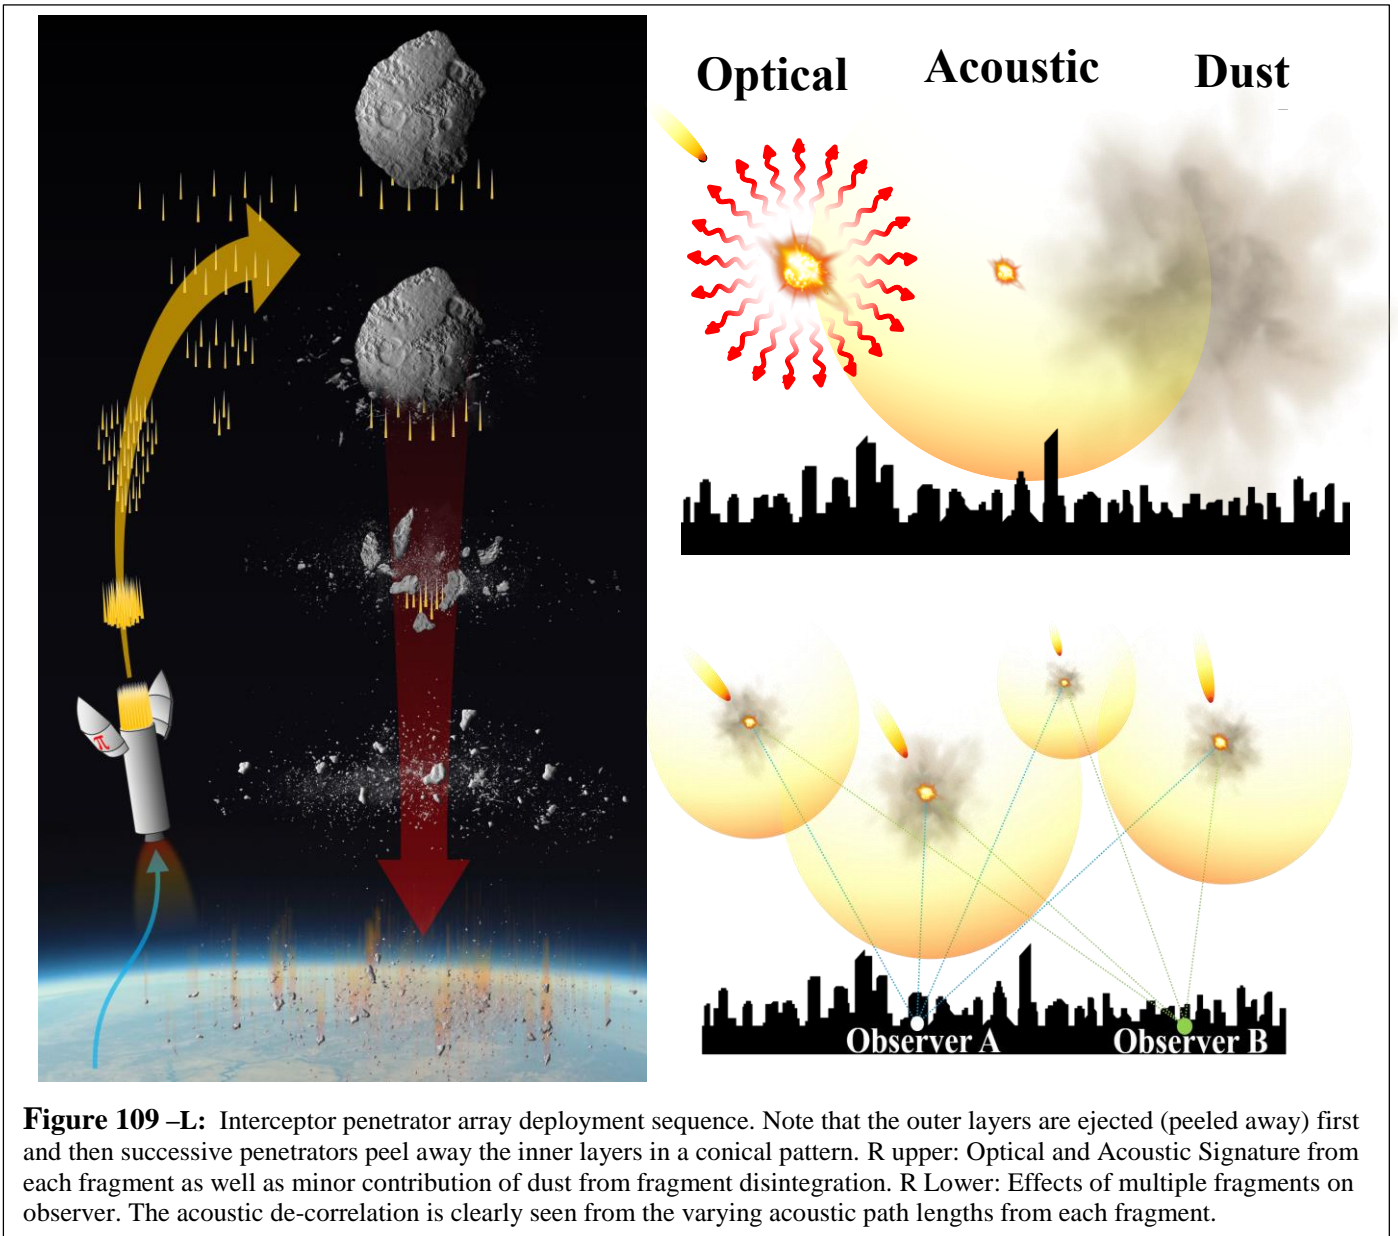 Optical
Acoustic
Dust
π
Observer A
Observer B
Figure 109 –L: Interceptor penetrator array deployment sequence. Note that the outer layers are ejected (peeled away) first
and then successive penetrators peel away the inner layers in a conical pattern. R upper: Optical and Acoustic Signature from
each fragment as well as minor contribution of dust from fragment disintegration. R Lower: Effects of multiple fragments on
observer. The acoustic de-correlation is clearly seen from the varying acoustic path lengths from each fragment.